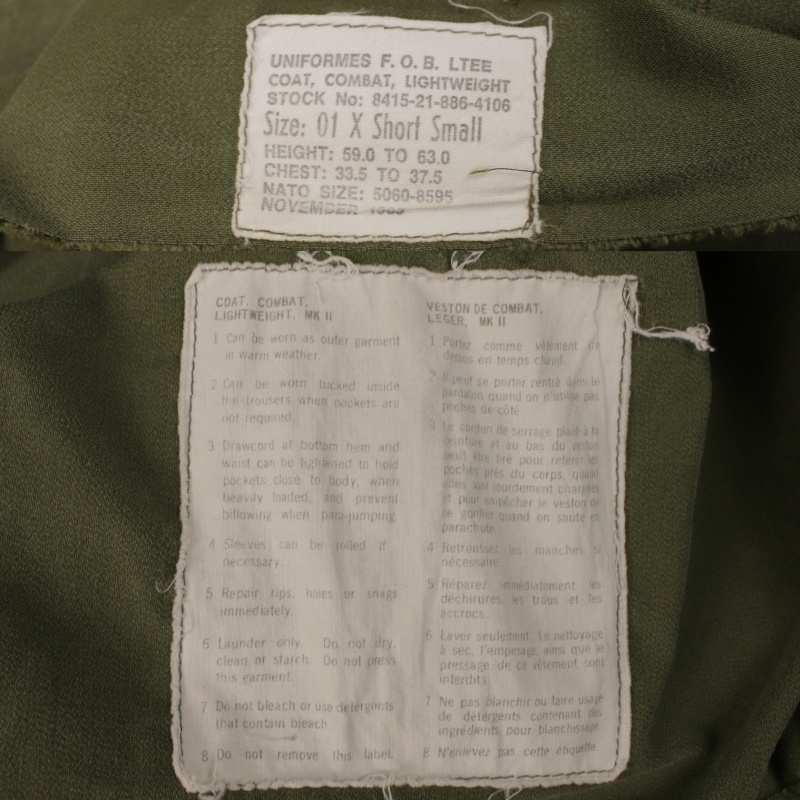 UNIFORMES F. O. B. LTEE
COAT, COMBAT, LIGHTWEIGHT
STOCK No: 8415-21-886-4106
Size: 01 X Short Small
HEIGHT: 59.0 TO 63.0
CHEST: 33.5 TO 37.5
NATO SIZE: 5060-8595
NOVEMBER
COAT, COMBAT,
LIGHTWEIGHT, MK II
1 Can be worn as outer garment
in warm weather.
2 Can be worn tucked inside
the trousers when pockets are
not required.
3 Drawcord at bottom hem and
waist can be tightened to hold
pockets close to body, when
heavily loaded, and prevent
billowing when para-jumping.
4 Sleeves can be rolled if
necessary.
5 Repair rips, holes or snags
immediately.
6 Launder only. Do not dry,
clean or starch. Do not press
this garment.
7 Do not bleach or use detergents
that contain bleach
8 Do not remove this label.
VESTON DE COMBAT,
LEGER, MK II
1 Portez comme vêtement de
dessus en temps chaud.
2 Il peut se porter rentré dans le
pantalon quand on n'utilise pas
poches de côté
3 Le cordon de serrage placé à la
ceinture et au bas du veston
peut être tiré pour retenir les
poches près du corps, quand
elles sont lourdement chargées
et pour empêcher le veston de
se gonfler quand on saute en
parachute.
4 Retrousser les manches si
nécessaire.
5 Réparez immédiatement les
déchirures, les trous et les
accrocs.
6 Laver seulement. Le nettoyage
à sec, l'ampesage, ainsi que le
pressage de ce vêtement sont
interdits.
7 Ne pas blanchir ou faire usage
de détergents contenant des
ingrédients pour blanchissage.
8 N'enlevez pas cette étiquette.